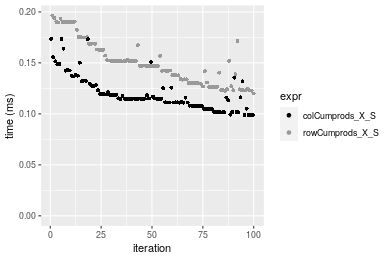 0.20
0.15
0.10
0.05
0.00
time (ms)
0
25
50
75
100
iteration
expr
colCumprods_X_S
rowCumprods_X_S